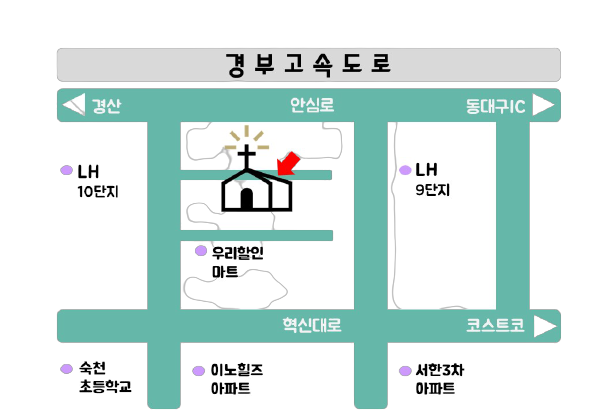 경부고속도로
경산
안심로
동대구IC
LH
10단지
LH
9단지
우리할인
마트
혁신대로
코스트코
숙천
초등학교
이노힐즈
아파트
서한3차
아파트